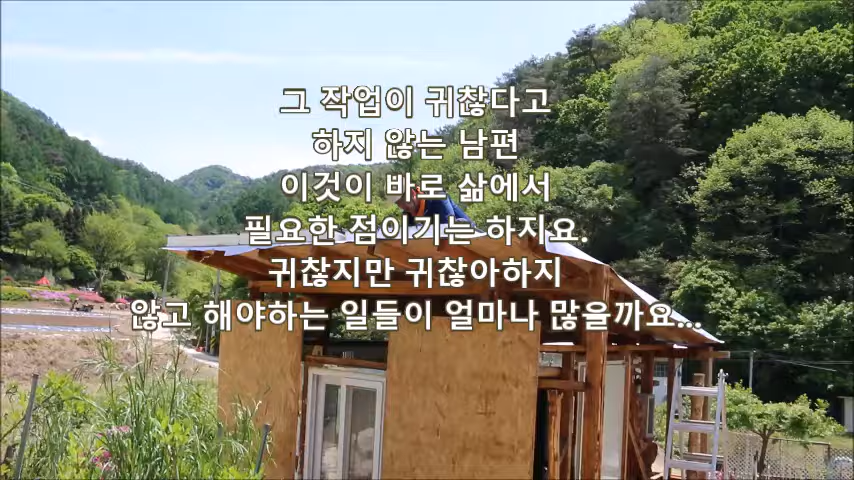 그 작업이 귀찮다고
하지 않는 남편
이것이 바로 삶에서
필요한 점이기는 하지요.
귀찮지만 귀찮아하지
않고 해야하는 일들이 얼마나 많을까요...